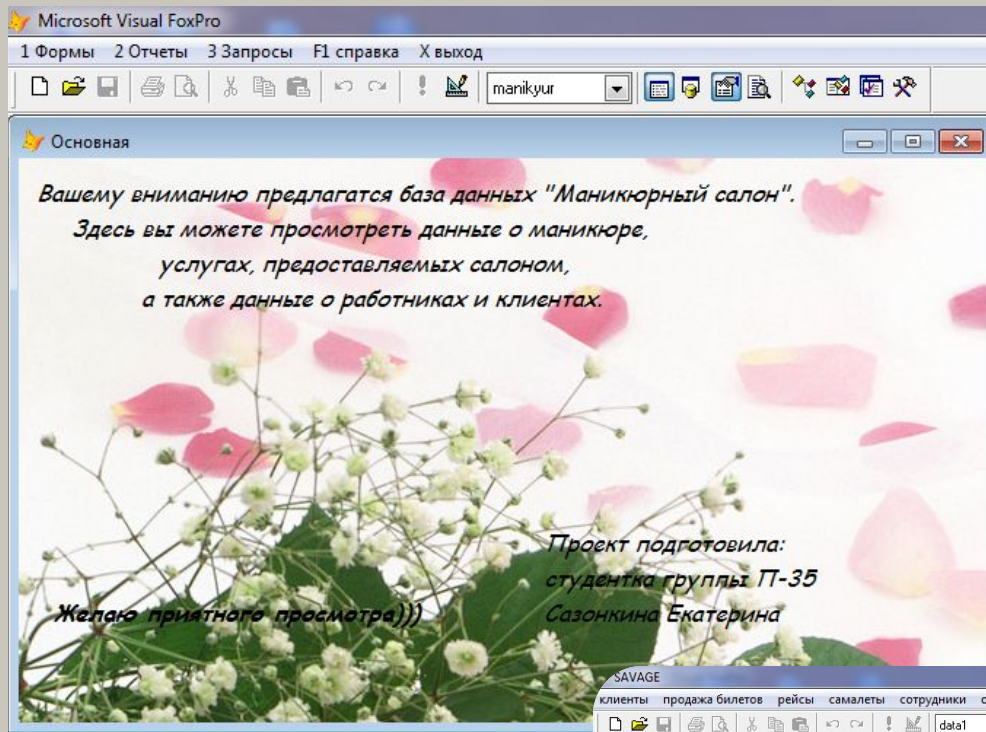 Microsoft Visual FoxPro
1 Формы 2 Отчеты 3 Запросы F1 справка X выход
manikyur
Основная
Вашему вниманию предлагатся база данных "Маникюрный салон".
Здесь вы можете просмотреть данные о маникюре,
услугах, предоставляемых салоном,
а также данные о работниках и клиентах.
Проект подготовила:
студентка группы П-35
Желаю приятного просмотра)))
Сазонкина Екатерина
SAVAGE
клиенты продажа билетов рейсы самалеты сотрудники
data1